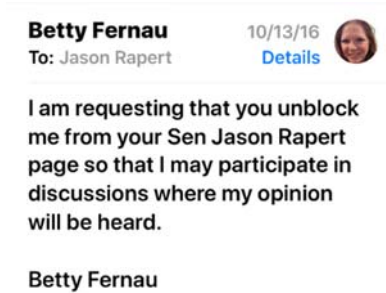 Betty Fernau 10/13/16
To: Jason Rapert Details
I am requesting that you unblock
me from your Sen Jason Rapert
page so that I may participate in
discussions where my opinion
will be heard.
Betty Fernau